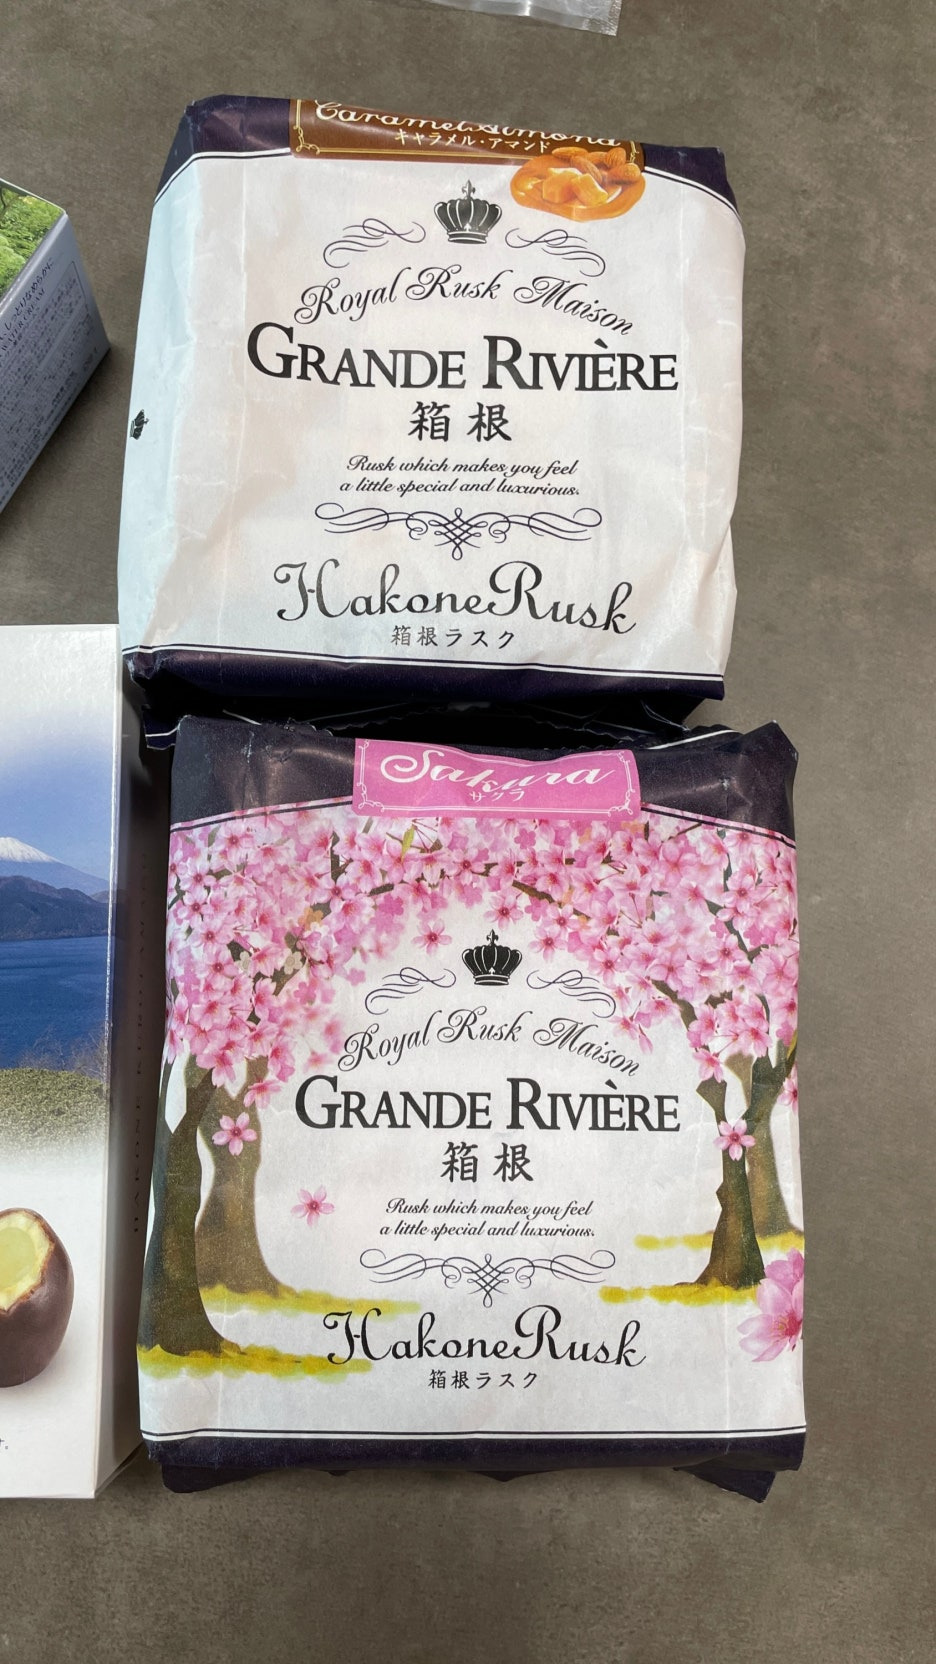 Caramel Almond
キャラメル・アマンド
Royal Rusk Maison
GRANDE RIVIÈRE
箱根
Rusk which makes you feel
a little special and luxurious.
HakoneRusk
箱根ラスク
Sakura
サクラ
Royal Rusk Maison
GRANDE RIVIÈRE
箱根
Rusk which makes you feel
a little special and luxurious.
HakoneRusk
箱根ラスク